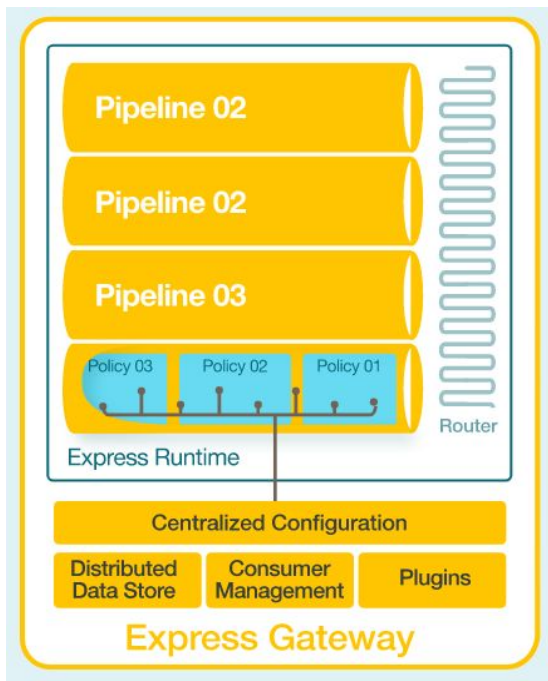 Pipeline 02
Pipeline 02
Pipeline 03
Policy 03
Policy 02
Policy 01
Router
Express Runtime
Centralized Configuration
Distributed
Data Store
Consumer
Management
Plugins
Express Gateway